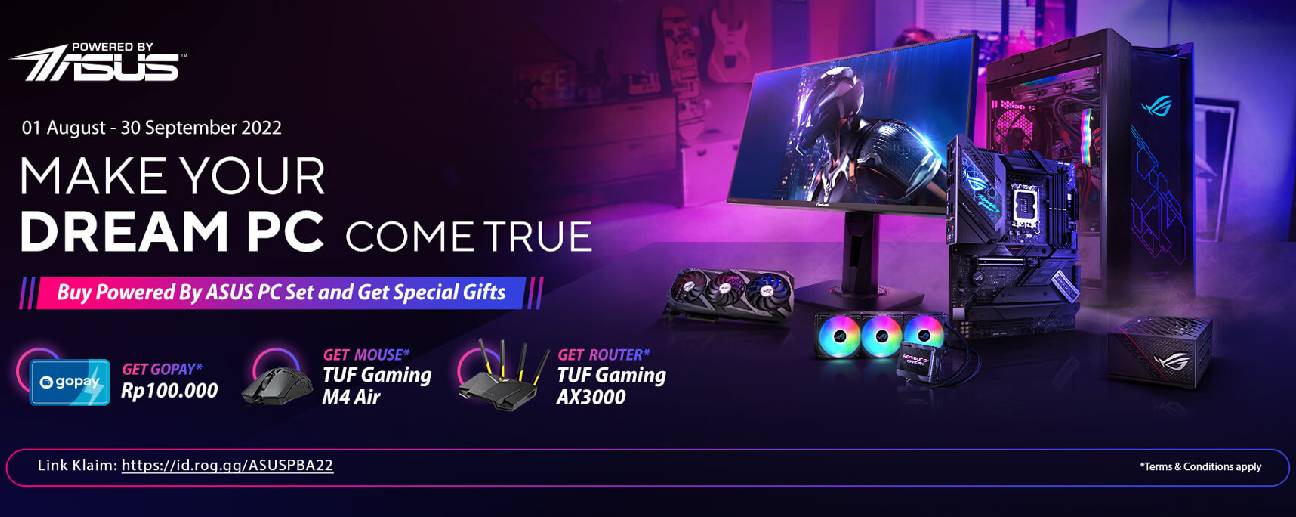 POWERED BY
ASUS™
01 August - 30 September 2022
MAKE YOUR
DREAM PC COME TRUE
Buy Powered By ASUS PC Set and Get Special Gifts
gopay
GET GOPAY*
Rp100.000
GET MOUSE*
TUF Gaming
M4 Air
GET ROUTER*
TUF Gaming
AX3000
Link Klaim: https://id.rog.gg/ASUSPBA22
*Terms & Conditions apply